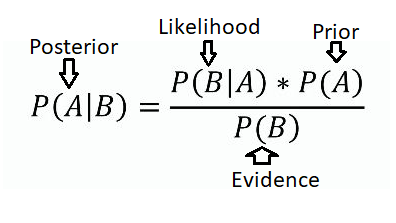 Likelihood
Prior
Posterior
P(B|A) ∗ P(A)
P(A|B) =
P(B)
Evidence